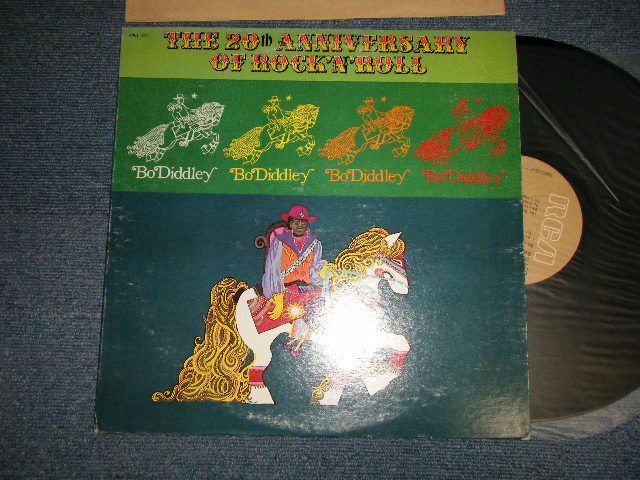 THE 20th ANNIVERSARY
OF ROCK 'N' ROLL
Bo Diddley Bo Diddley Bo Diddley Bo Diddley
RCA